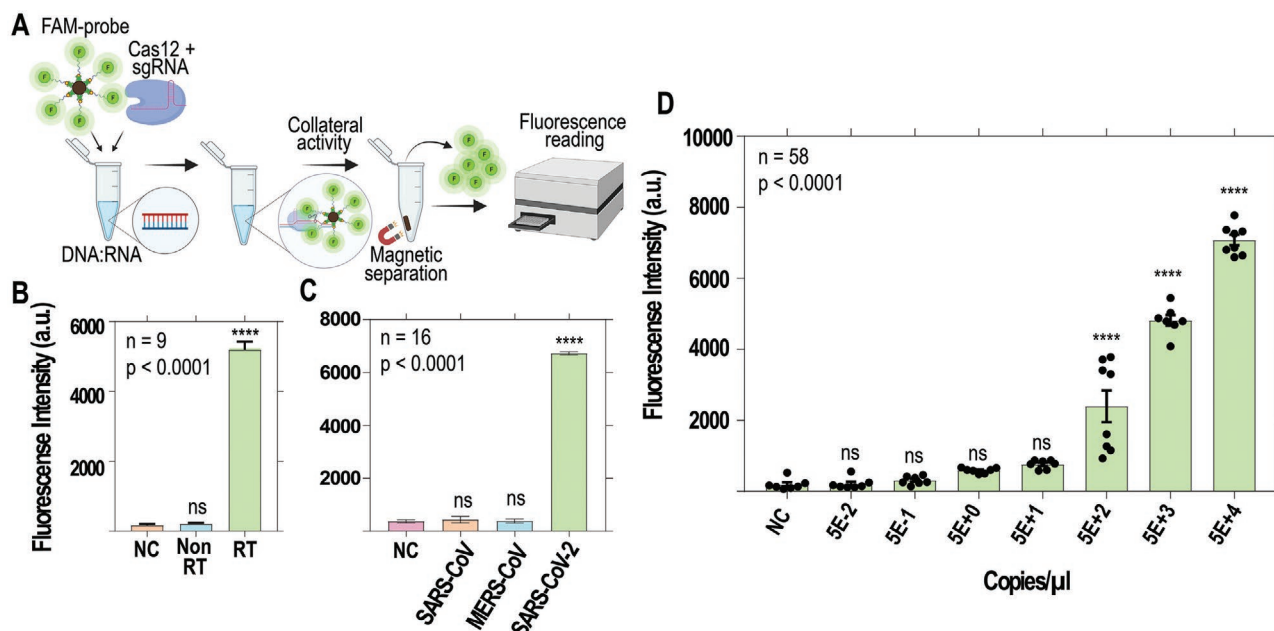 A
FAM-probe
Cas12 +
sgRNA
F
F
F
F
F
F
Collateral
activity
F
F
F
F
F
F
F
F
F
F
F
F
Fluorescence
reading
DNA:RNA
Magnetic
separation
B
Fluorescense Intensity (a.u.)
6000
4000
2000
n = 9
p < 0.0001
ns
****
NC
Non
RT
RT
C
8000
6000
4000
2000
n = 16
p < 0.0001
ns
ns
****
NC
SARS-CoV
MERS-CoV
SARS-CoV-2
D
Fluorescense Intensity (a.u.)
10000
8000
6000
4000
2000
0
n = 58
p < 0.0001
ns
ns
ns
ns
****
****
****
NC
5E-2
5E-1
5E+0
5E+1
5E+2
5E+3
5E+4
Copies/µl